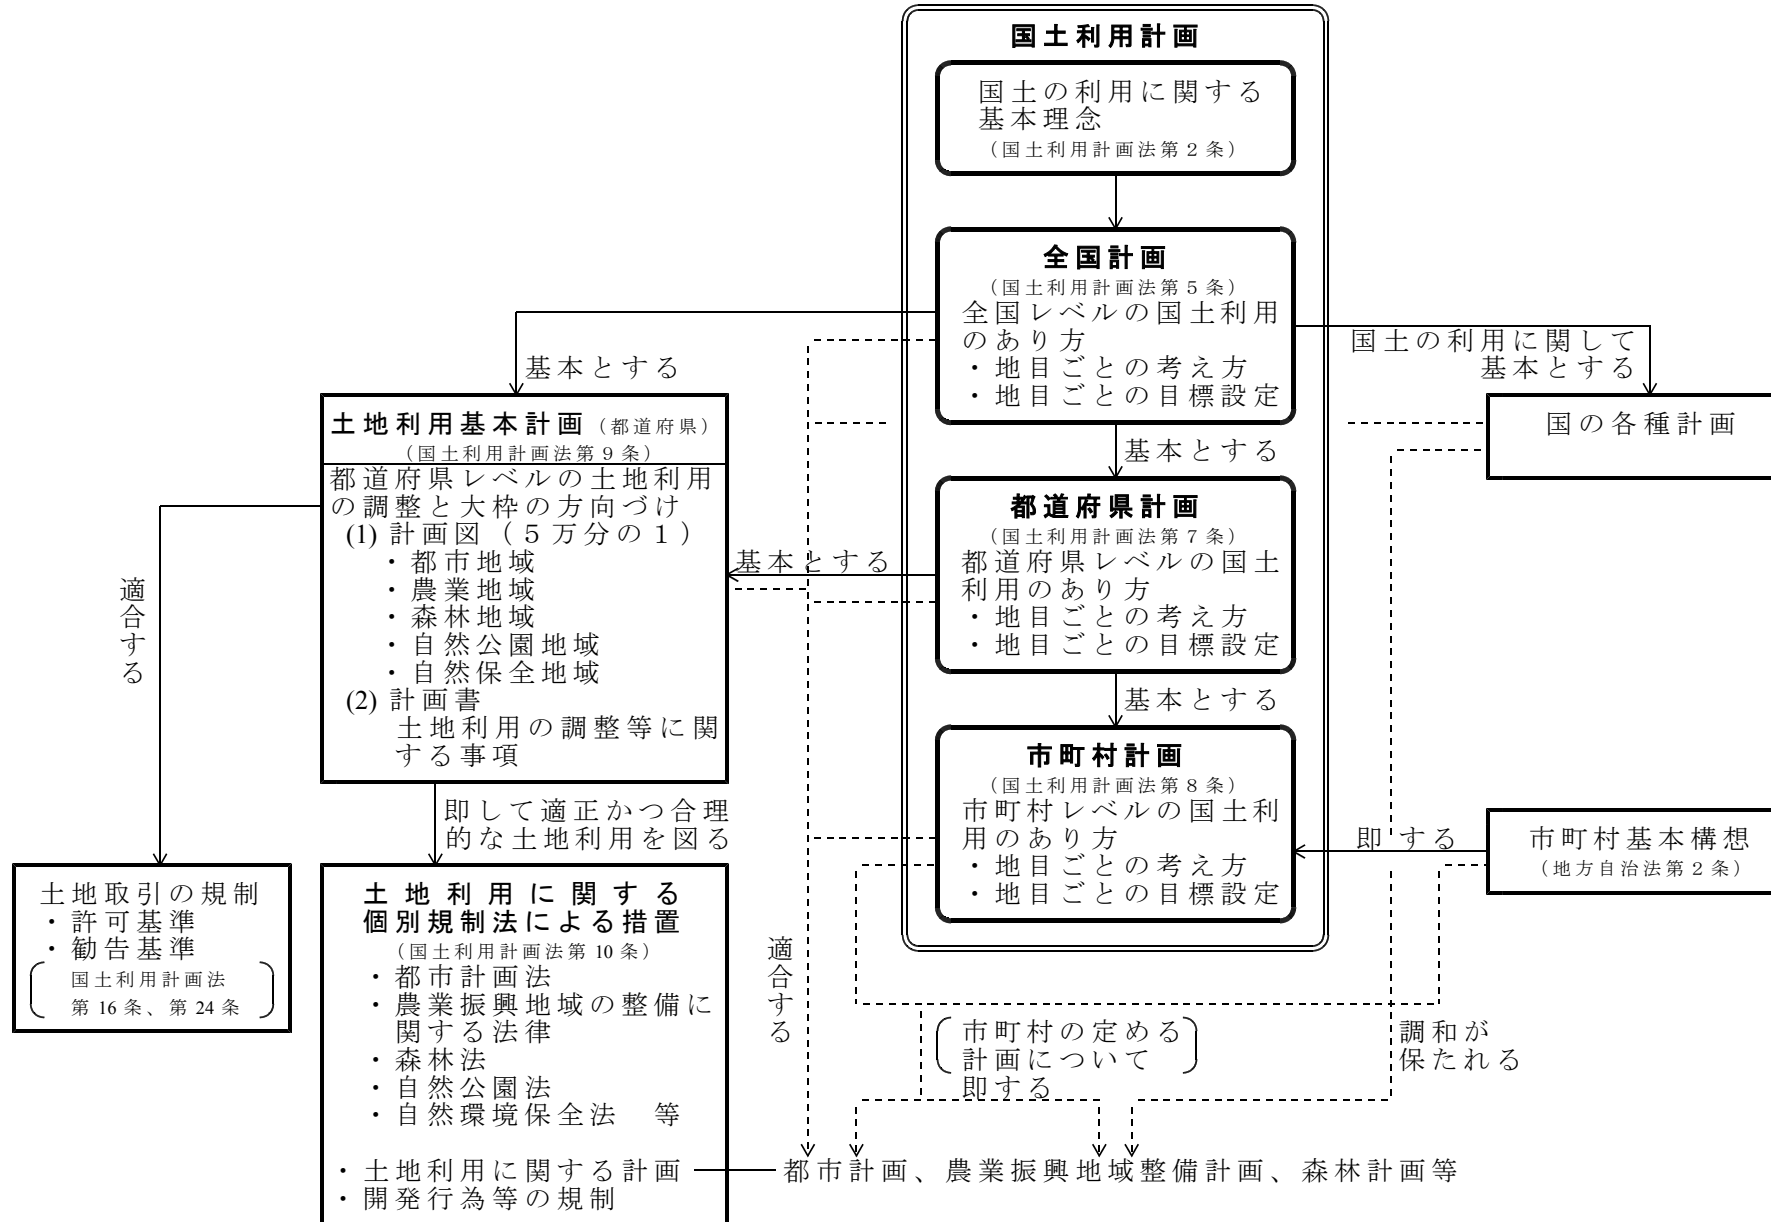 国土利用計画
国土の利用に関する
基本理念
（国土利用計画法第２条）
全国計画
（国土利用計画法第５条）
全国レベルの国土利用
のあり方
・地目ごとの考え方
・地目ごとの目標設定
基本とする
国土の利用に関して
基本とする
国の各種計画
土地利用基本計画（都道府県）
（国土利用計画法第９条）
都道府県レベルの土地利用
の調整と大枠の方向づけ
(1) 計画図（５万分の１）
・都市地域
・農業地域
・森林地域
・自然公園地域
・自然保全地域
(2) 計画書
土地利用の調整等に関
する事項
基本とする
都道府県計画
（国土利用計画法第７条）
都道府県レベルの国土
利用のあり方
・地目ごとの考え方
・地目ごとの目標設定
基本とする
適合する
基本とする
市町村計画
（国土利用計画法第８条）
市町村レベルの国土利
用のあり方
・地目ごとの考え方
・地目ごとの目標設定
即する
市町村基本構想
（地方自治法第２条）
即して適正かつ合理
的な土地利用を図る
土地取引の規制
・許可基準
・勧告基準
国土利用計画法
第 16 条、第 24 条
土地利用に関する
個別規制法による措置
（国土利用計画法第 10 条）
・都市計画法
・農業振興地域の整備に
関する法律
・森林法
・自然公園法
・自然環境保全法　等
・土地利用に関する計画
・開発行為等の規制
適合する
市町村の定める
計画について
即する
調和が
保たれる
都市計画、農業振興地域整備計画、森林計画等